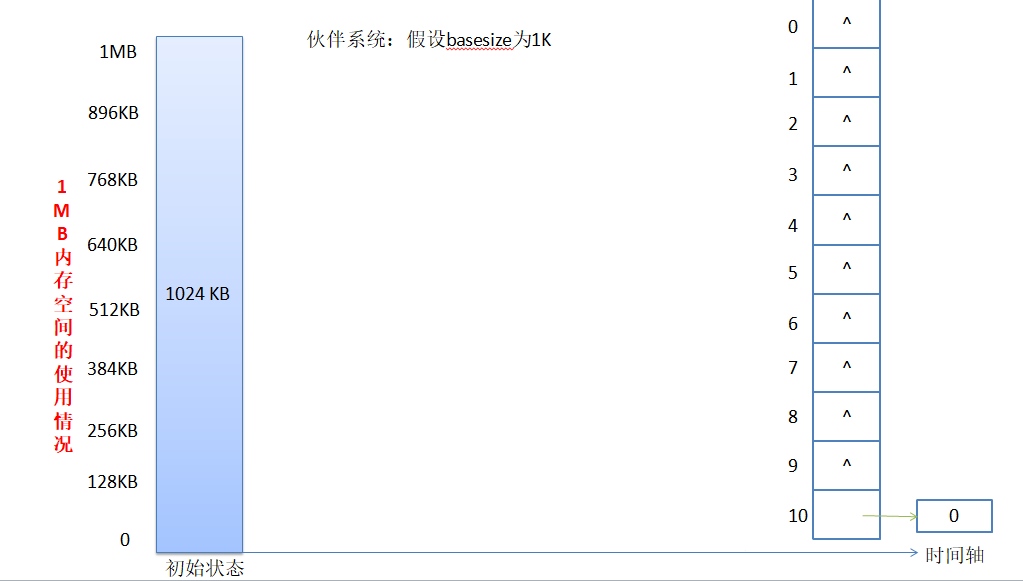 伙伴系统：假设basesize为1K
1MB
896KB
768KB
640KB
512KB
384KB
256KB
128KB
0
1MB内存空间的使用情况
1024 KB
初始状态
0 ^
1 ^
2 ^
3 ^
4 ^
5 ^
6 ^
7 ^
8 ^
9 ^
10
0
时间轴